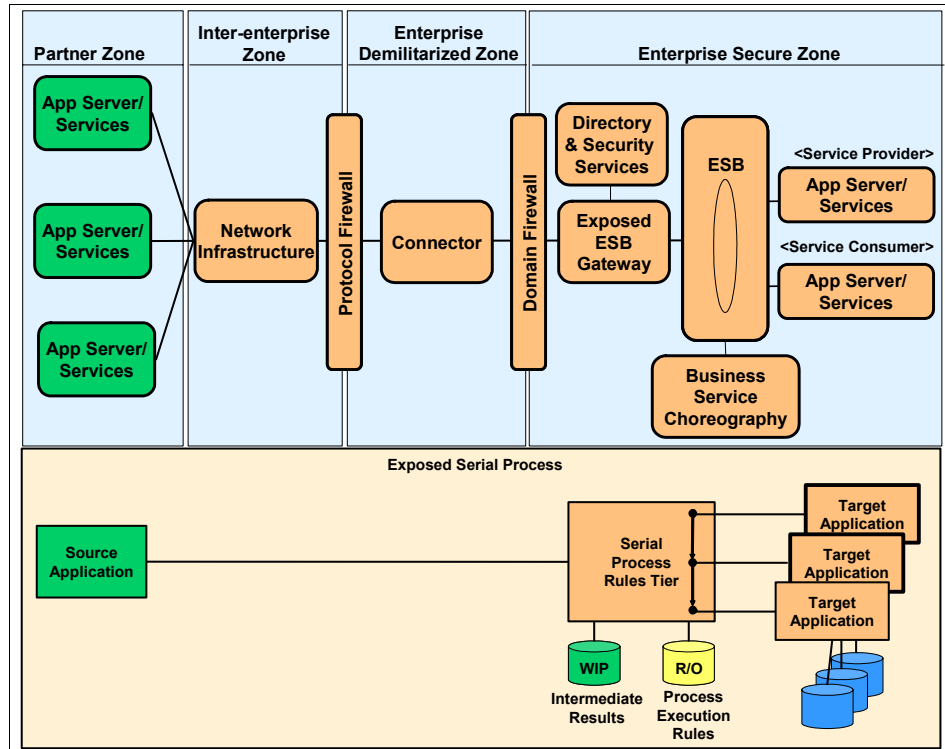 Partner Zone
Inter-enterprise
Zone
Enterprise
Demilitarized Zone
Enterprise Secure Zone
App Server/
Services
App Server/
Services
App Server/
Services
Network
Infrastructure
Protocol Firewall
Connector
Domain Firewall
Directory
& Security
Services
Exposed
ESB
Gateway
ESB
<Service Provider>
App Server/
Services
<Service Consumer>
App Server/
Services
Business
Service
Choreography
Exposed Serial Process
Source
Application
Serial
Process
Rules Tier
Target
Application
Target
Application
Target
Application
WIP
Intermediate
Results
R/O
Process
Execution
Rules